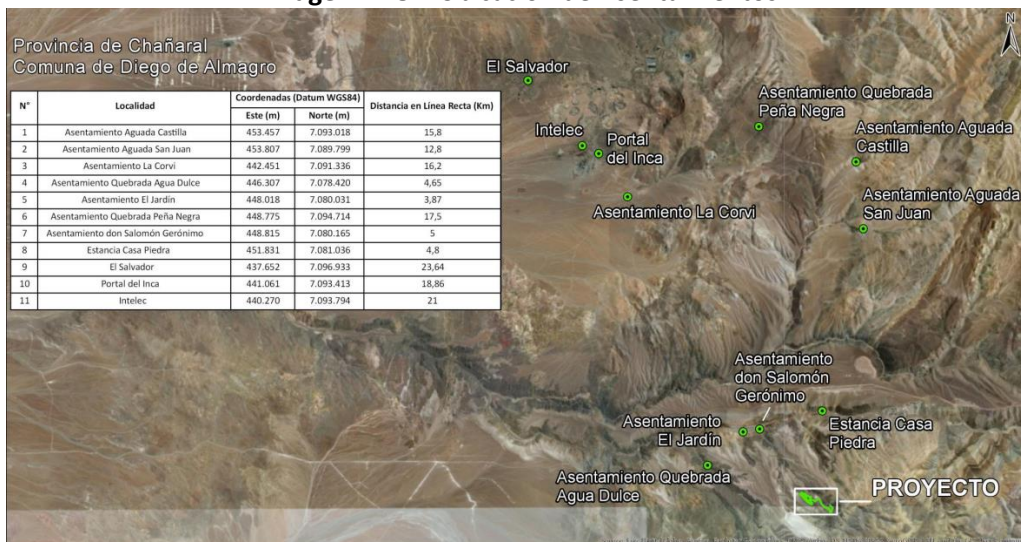 Provincia de Chañaral
Comuna de Diego de Almagro
N° Localidad Coordenadas (Datum WGS84) Distancia en Línea Recta (Km)
Este (m) Norte (m)
1 Asentamiento Aguada Castilla 453.457 7.093.018 15,8
2 Asentamiento Aguada San Juan 453.807 7.089.799 12,8
3 Asentamiento La Corvi 442.451 7.091.336 16,2
4 Asentamiento Quebrada Agua Dulce 446.307 7.078.420 4,65
5 Asentamiento El Jardín 448.018 7.080.031 3,87
6 Asentamiento Quebrada Peña Negra 448.775 7.094.714 17,5
7 Asentamiento don Salomón Gerónimo 448.815 7.080.165 5
8 Estancia Casa Piedra 451.831 7.081.036 4,8
9 El Salvador 437.652 7.096.933 23,64
10 Portal del Inca 441.061 7.093.413 18,86
11 Intelec 440.270 7.093.794 21
N
El Salvador
Asentamiento Quebrada
Peña Negra
Intelec
Portal
del Inca
Asentamiento Aguada
Castilla
Asentamiento La Corvi
Asentamiento Aguada
San Juan
Asentamiento
don Salomón
Gerónimo
Asentamiento
El Jardín
Estancia Casa
Piedra
Asentamiento Quebrada
Agua Dulce
PROYECTO